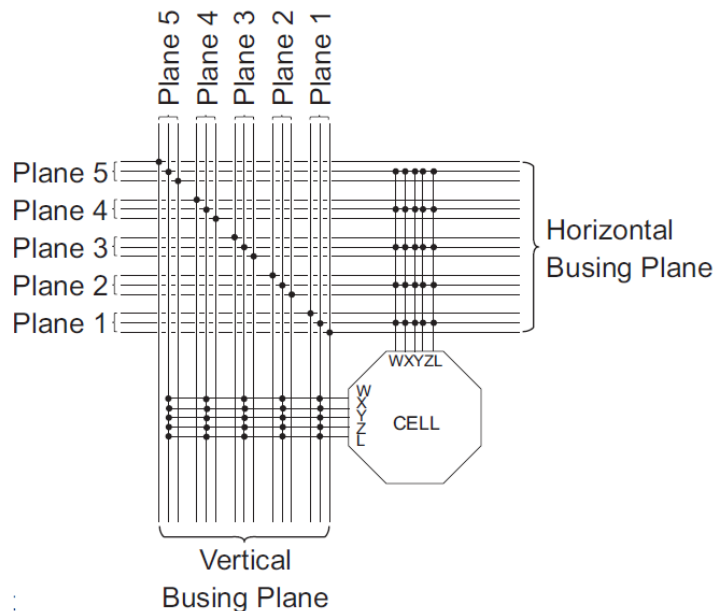 Plane 5
Plane 4
Plane 3
Plane 2
Plane 1
Plane 5
Plane 4
Plane 3
Plane 2
Plane 1
Horizontal
Busing Plane
WXYZL
W
X
Y
Z
L
CELL
Vertical
Busing Plane